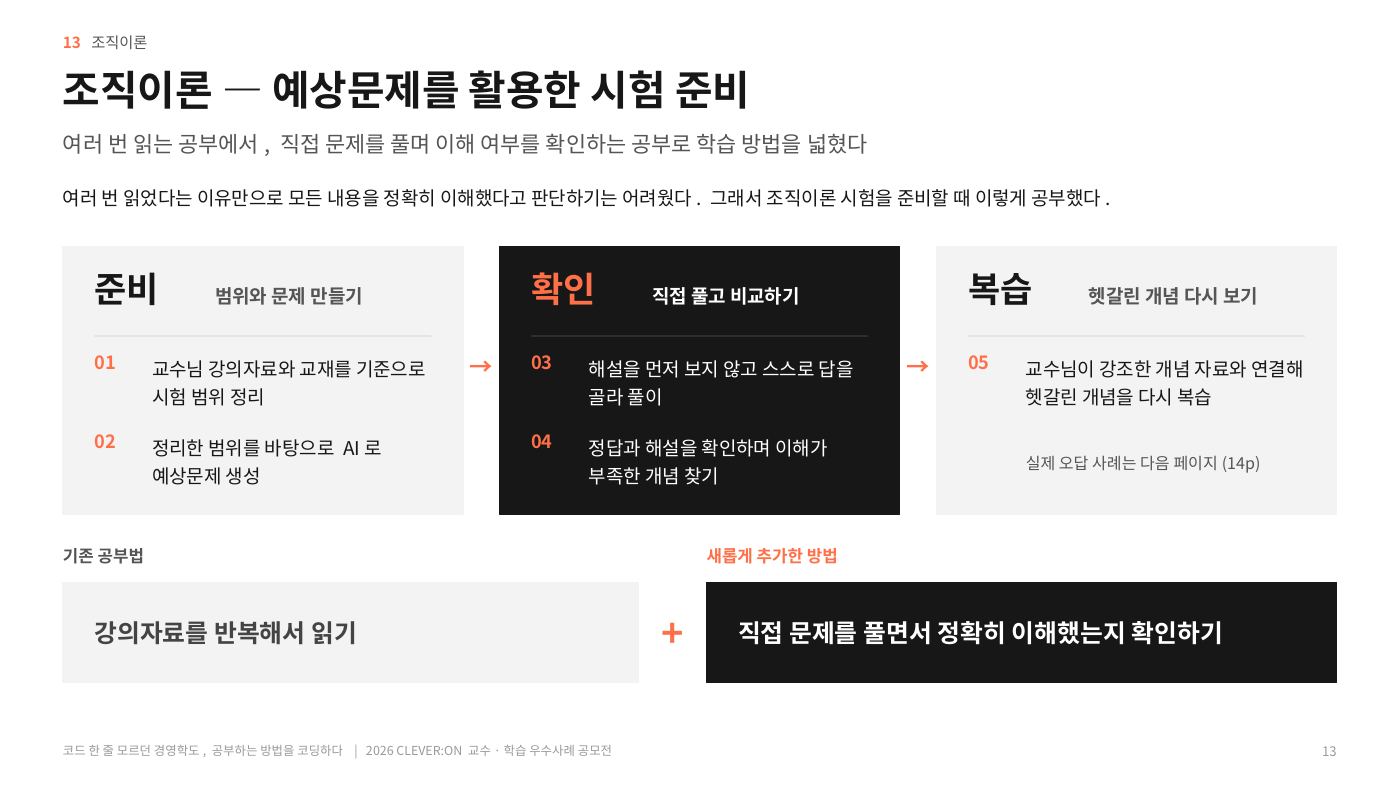 13 조직이론
조직이론 — 예상문제를 활용한 시험 준비
여러 번 읽는 공부에서 , 직접 문제를 풀며 이해 여부를 확인하는 공부로 학습 방법을 넓혔다
여러 번 읽었다는 이유만으로 모든 내용을 정확히 이해했다고 판단하기는 어려웠다 . 그래서 조직이론 시험을 준비할 때 이렇게 공부했다 .
준비 범위와 문제 만들기
01 교수님 강의자료와 교재를 기준으로
시험 범위 정리
02 정리한 범위를 바탕으로 AI 로
예상문제 생성
→
확인 직접 풀고 비교하기
03 해설을 먼저 보지 않고 스스로 답을
골라 풀이
04 정답과 해설을 확인하며 이해가
부족한 개념 찾기
→
복습 헷갈린 개념 다시 보기
05 교수님이 강조한 개념 자료와 연결해
헷갈린 개념을 다시 복습
실제 오답 사례는 다음 페이지 (14p)
기존 공부법
강의자료를 반복해서 읽기
+
새롭게 추가한 방법
직접 문제를 풀면서 정확히 이해했는지 확인하기
코드 한 줄 모르던 경영학도 , 공부하는 방법을 코딩하다 | 2026 CLEVER:ON 교수 · 학습 우수사례 공모전
13